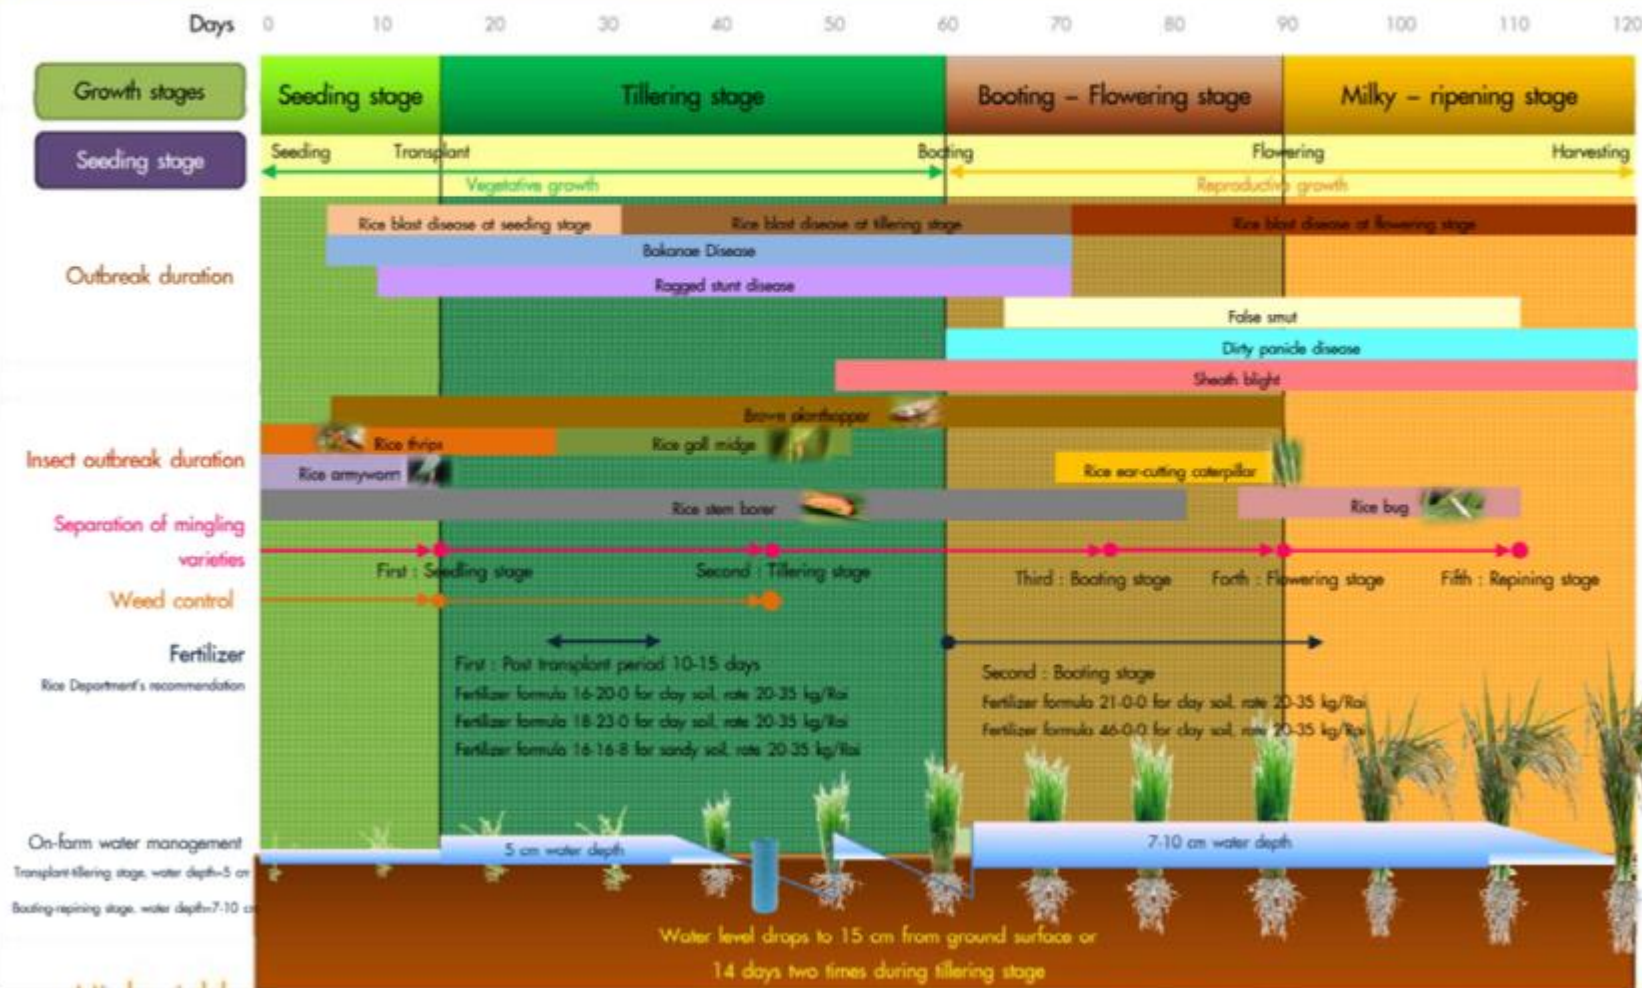 Days 0 10 20 30 40 50 60 70 80 90 100 110 120
Growth stages Seeding stage Tillering stage Booting – Flowering stage Milky – ripening stage
Seeding stage Seeding Transplant Booting Flowering Harvesting
Vegetative growth Reproductive growth
Rice blast disease at seeding stage Rice blast disease at tillering stage Rice blast disease at flowering stage
Bakanae Disease
Outbreak duration
Ragged stunt disease
False smut
Dirty panicle disease
Sheath blight
Brown planthopper
Rice thrips Rice gall midge
Insect outbreak duration
Rice armyworm Rice ear-cutting caterpillar
Rice stem borer Rice bug
Separation of mingling
varieties
First : Seedling stage Second : Tillering stage Third : Booting stage Forth : Flowering stage Fifth : Repining stage
Weed control
Fertilizer
Rice Department's recommendation
First : Post transplant period 10-15 days
Fertilizer formula 16-20-0 for clay soil, rate 20-35 kg/Rai
Fertilizer formula 18-23-0 for clay soil, rate 20-35 kg/Rai
Fertilizer formula 16-16-8 for sandy soil, rate 20-35 kg/Rai
Second : Booting stage
Fertilizer formula 21-0-0 for clay soil, rate 20-35 kg/Rai
Fertilizer formula 46-0-0 for clay soil, rate 20-35 kg/Rai
On-farm water management
5 cm water depth 7-10 cm water depth
Transplant-tillering stage, water depth=5 cm
Booting-repining stage, water depth=7-10 cm
Water level drops to 15 cm from ground surface or
14 days two times during tillering stage